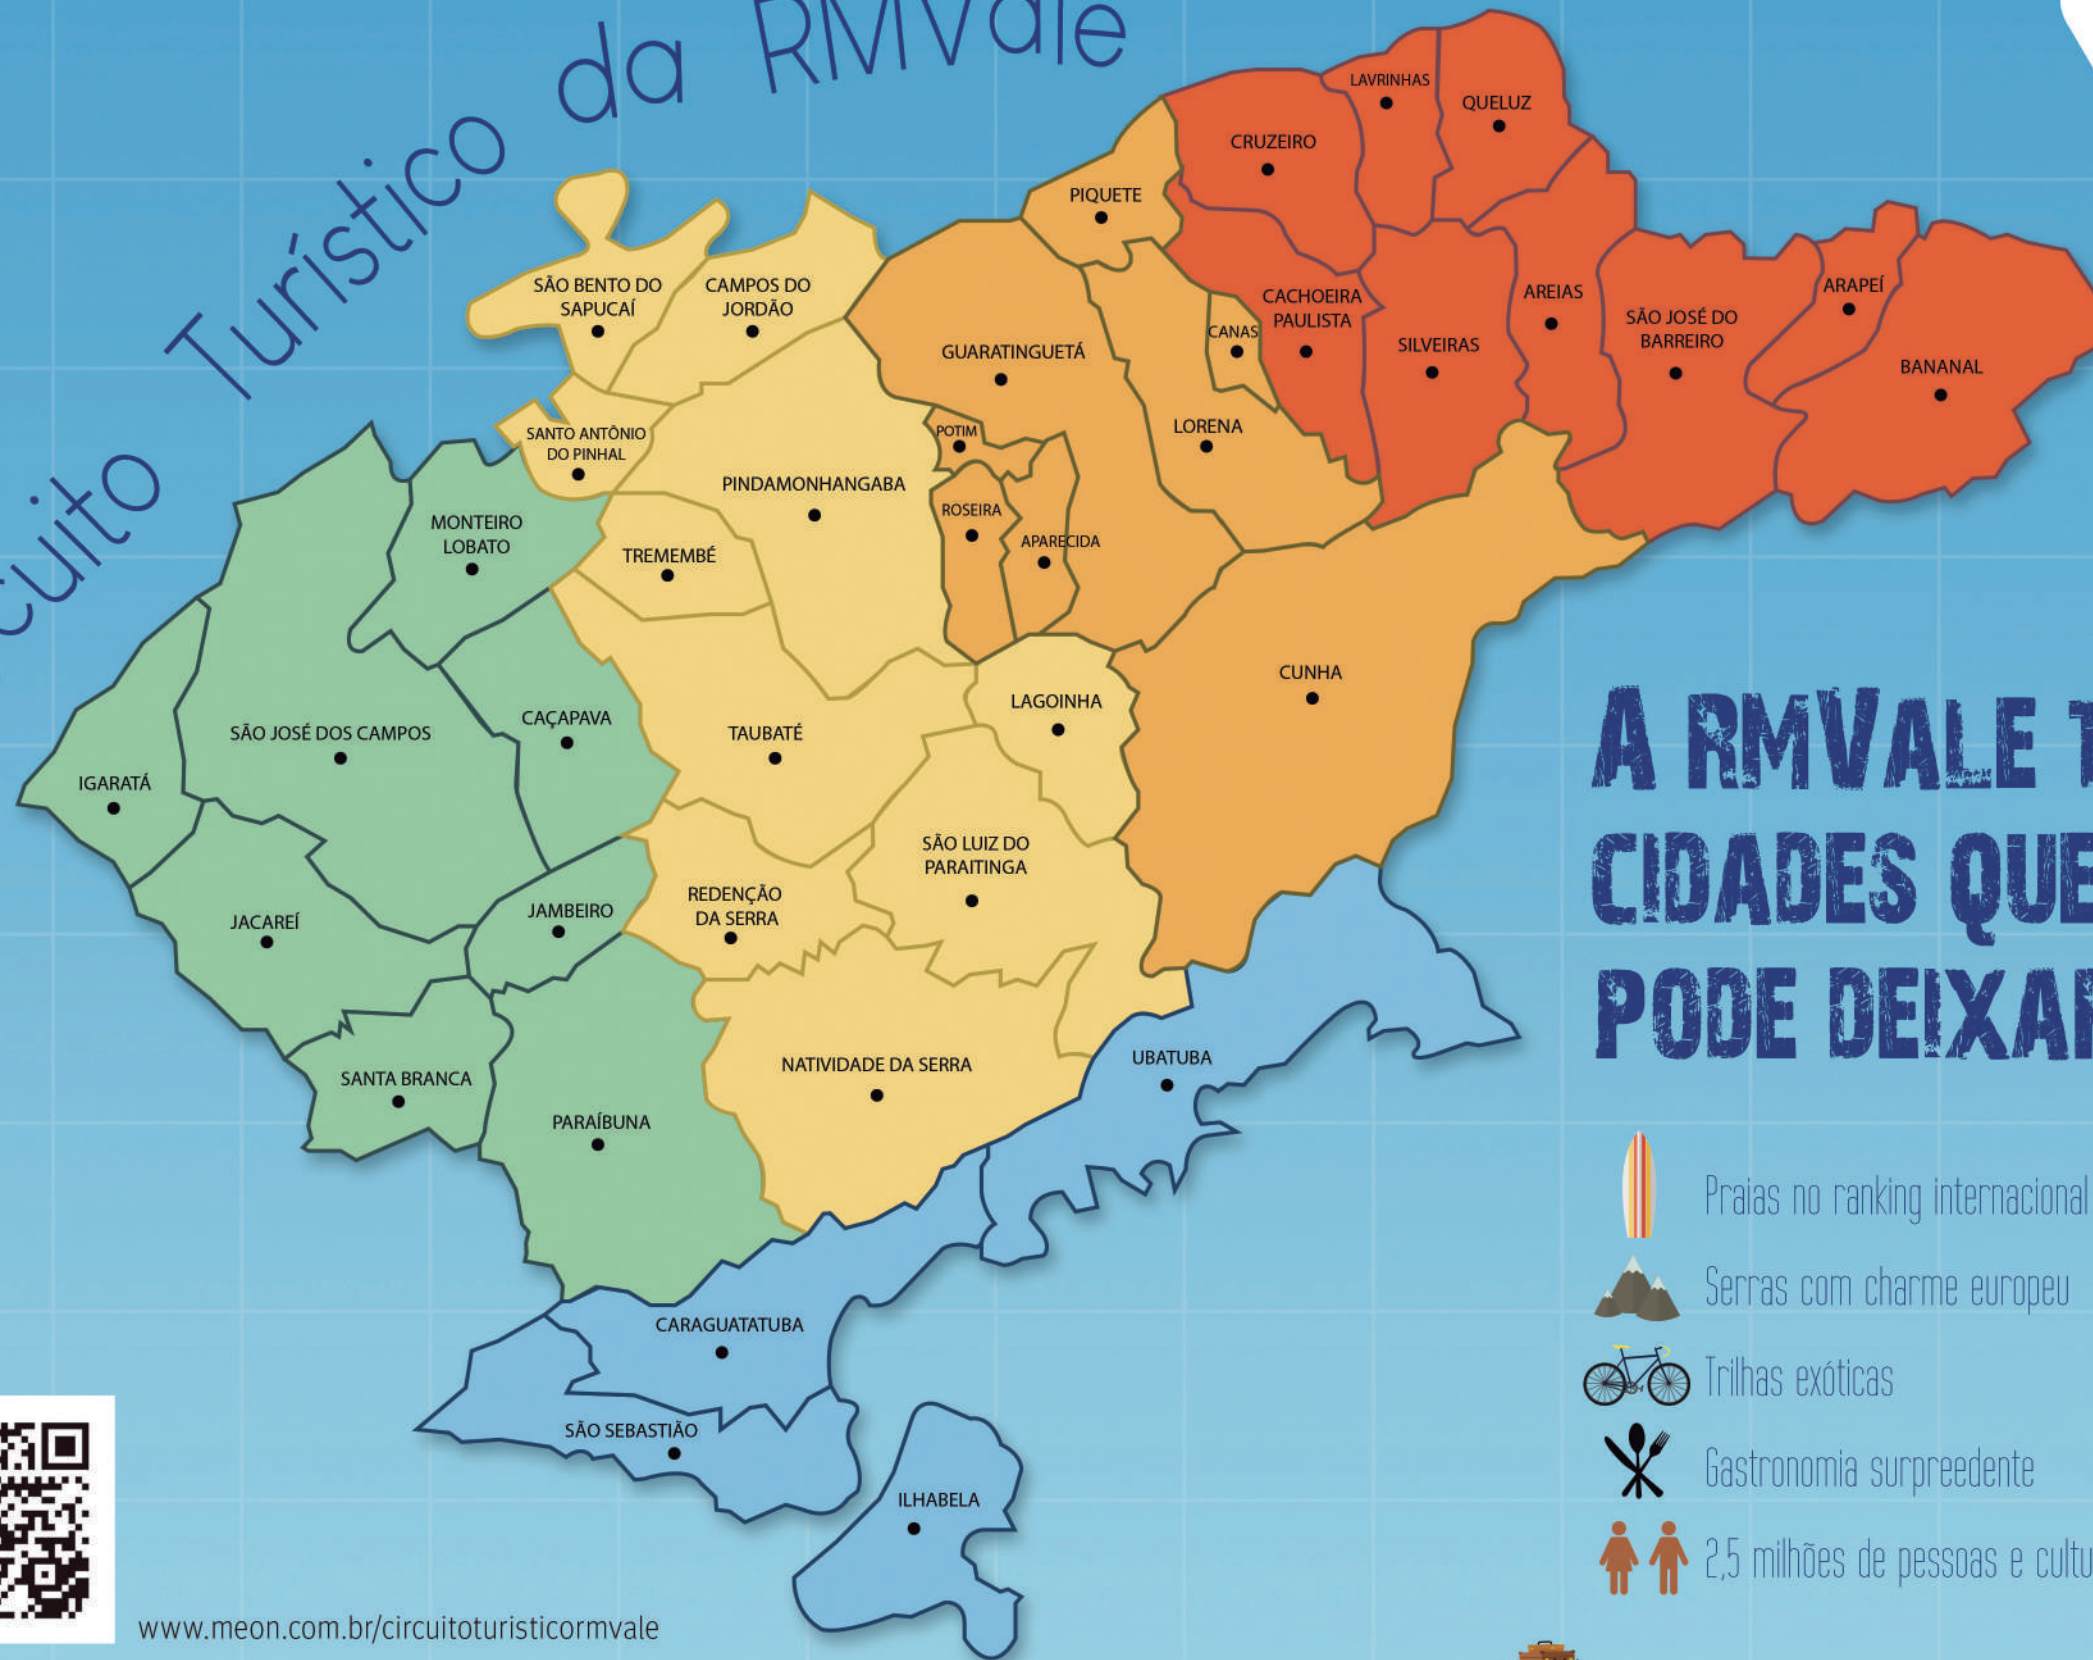 Turístico da RMVale
LAVRINHAS
QUELUZ
CRUZEIRO
PIQUETE
SÃO BENTO DO
SAPUCAÍ
CAMPOS DO
JORDÃO
CACHOEIRA
PAULISTA
AREIAS
ARAPEÍ
SÃO JOSÉ DO
BARREIRO
CANAS
SILVEIRAS
GUARATINGUETÁ
BANANAL
LORENA
POTIM
SANTO ANTÔNIO
DO PINHAL
PINDAMONHANGABA
ROSEIRA
APARECIDA
MONTEIRO
LOBATO
TREMEMBÉ
CUNHA
LAGOINHA
CAÇAPAVA
TAUBATÉ
SÃO JOSÉ DOS CAMPOS
IGARATÁ
SÃO LUIZ DO
PARAITINGA
REDENÇÃO
DA SERRA
JAMBEIRO
JACAREÍ
UBATUBA
NATIVIDADE DA SERRA
SANTA BRANCA
PARAÍBUNA
CARAGUATATUBA
SÃO SEBASTIÃO
ILHABELA
A RMVALE
CIDADES QUE
PODE DEIXAR
Praias no ranking internacional
Serras com charme europeu
Trilhas exóticas
Gastronomia surpreedente
2,5 milhões de pessoas e cultu
www.meon.com.br/circuitoturisticormvale